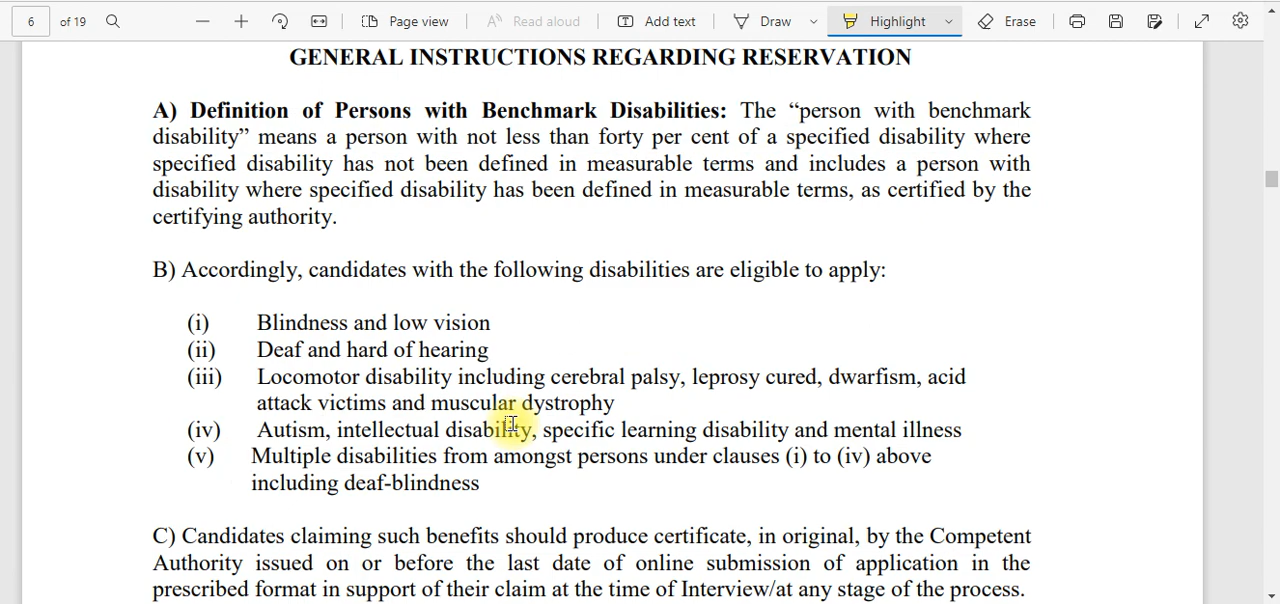 6 of 19 Page view Read aloud Add text Draw Highlight Erase
GENERAL INSTRUCTIONS REGARDING RESERVATION
A) Definition of Persons with Benchmark Disabilities: The “person with benchmark
disability” means a person with not less than forty per cent of a specified disability where
specified disability has not been defined in measurable terms and includes a person with
disability where specified disability has been defined in measurable terms, as certified by the
certifying authority.
B) Accordingly, candidates with the following disabilities are eligible to apply:
(i) Blindness and low vision
(ii) Deaf and hard of hearing
(iii) Locomotor disability including cerebral palsy, leprosy cured, dwarfism, acid
attack victims and muscular dystrophy
(iv) Autism, intellectual disability, specific learning disability and mental illness
(v) Multiple disabilities from amongst persons under clauses (i) to (iv) above
including deaf-blindness
C) Candidates claiming such benefits should produce certificate, in original, by the Competent
Authority issued on or before the last date of online submission of application in the
prescribed format in support of their claim at the time of Interview/at any stage of the process.